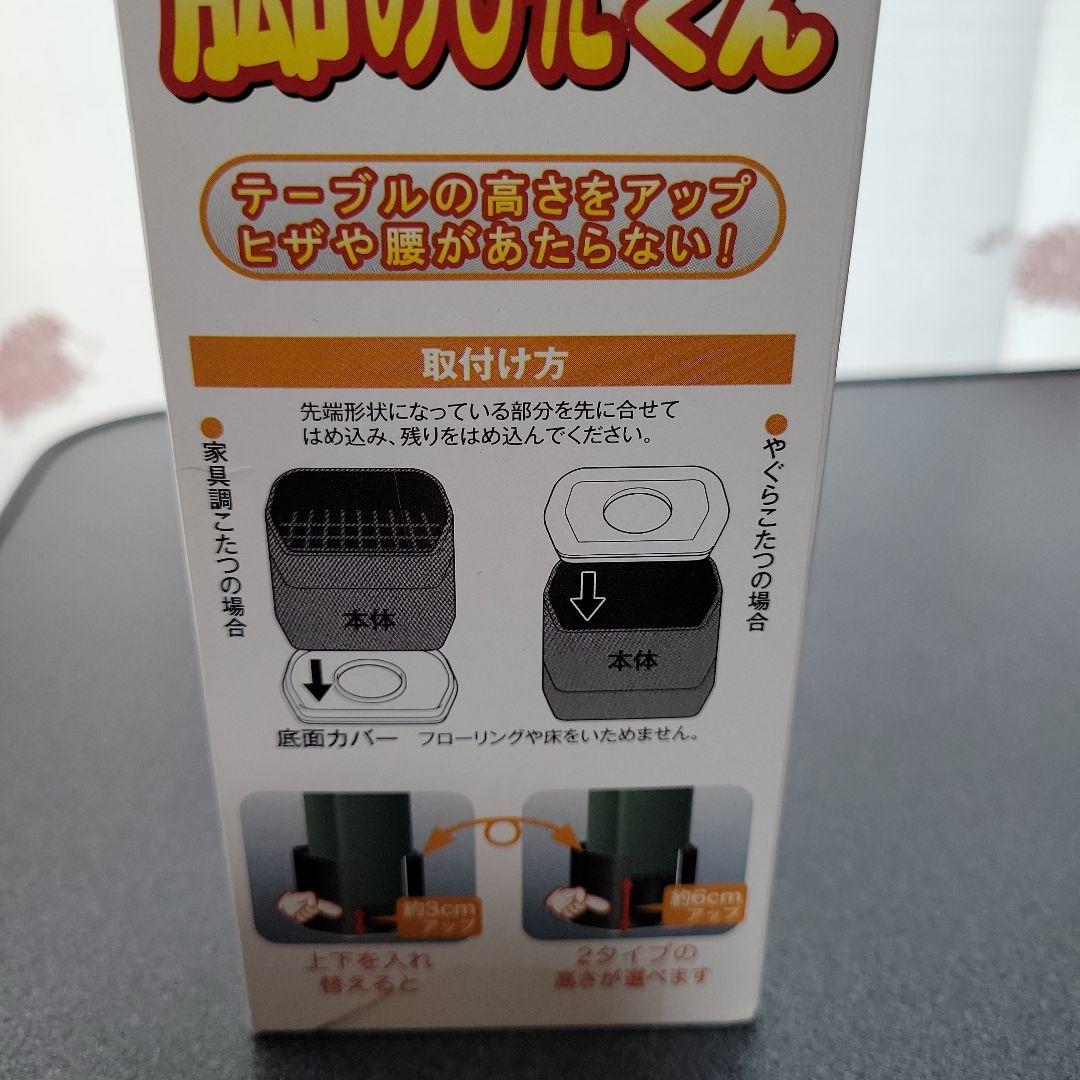 脚のびたくん
テーブルの高さをアップ
ヒザや腰があたらない!
取付け方
先端形状になっている部分を先に合せて
はめ込み、残りをはめ込んでください。
家具調こたつの場合
やぐらこたつの場合
本体
本体
底面カバー フローリングや床をいためません。
約3cm
アップ
約6cm
アップ
上下を入れ
替えると
2タイプの
高さが選べます